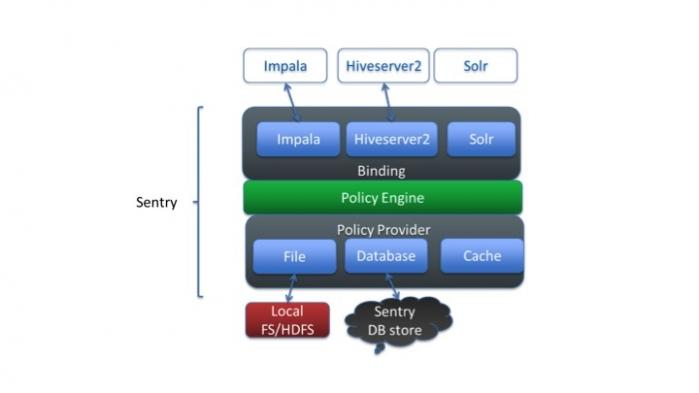 Impala
Hiveserver2
Solr
Impala
Hiveserver2
Solr
Binding
Sentry
Policy Engine
Policy Provider
File
Database
Cache
Local
FS/HDFS
Sentry
DB store